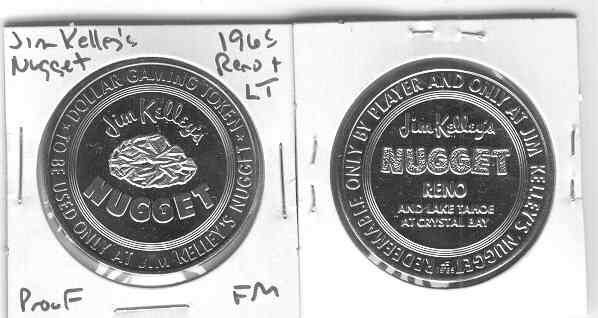 Jim Kelley's
Nugget
1965
Reno +
LT
DOLLAR GAMING TOKEN
TO BE USED ONLY AT JIM KELLEY'S NUGGET
Jim Kelley's
NUGGET
Proof
FM
REDEEMABLE ONLY BY PLAYER AND ONLY AT JIM KELLEY'S NUGGET
Jim Kelley's
NUGGET
RENO
AND LAKE TAHOE
AT CRYSTAL BAY